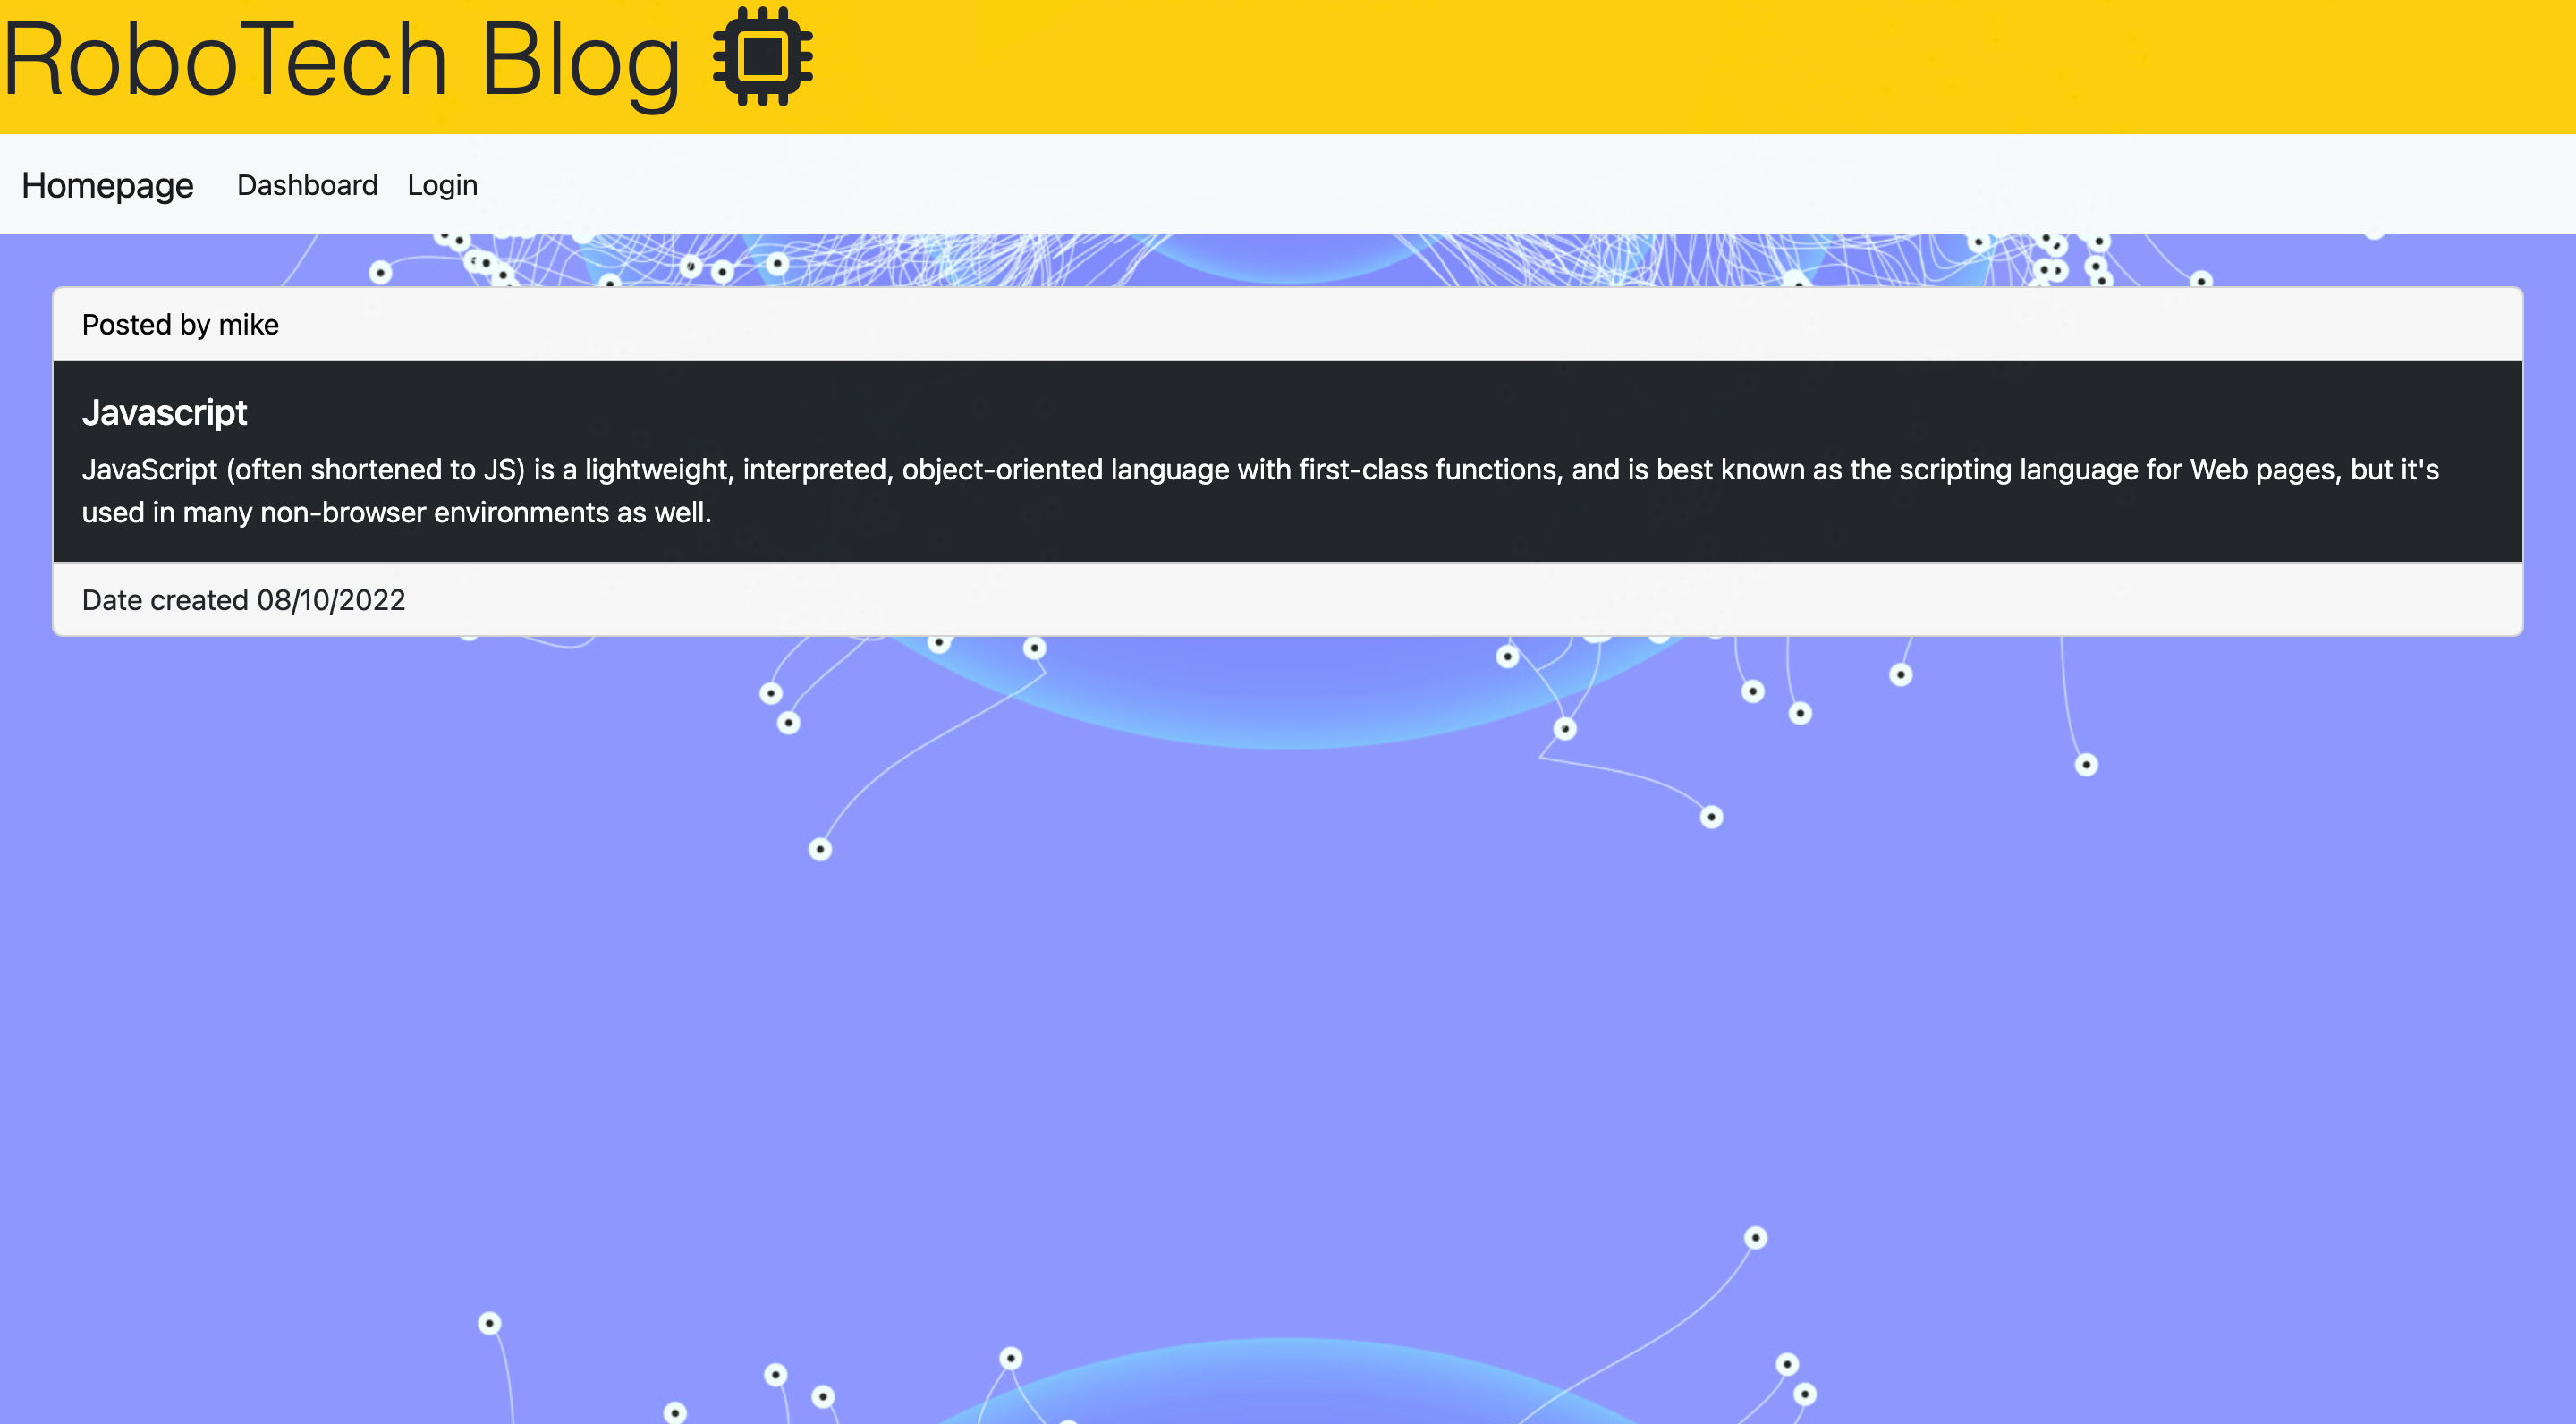 RoboTech Blog
Homepage Dashboard Login
Posted by mike
Javascript
JavaScript (often shortened to JS) is a lightweight, interpreted, object-oriented language with first-class functions, and is best known as the scripting language for Web pages, but it's
used in many non-browser environments as well.
Date created 08/10/2022